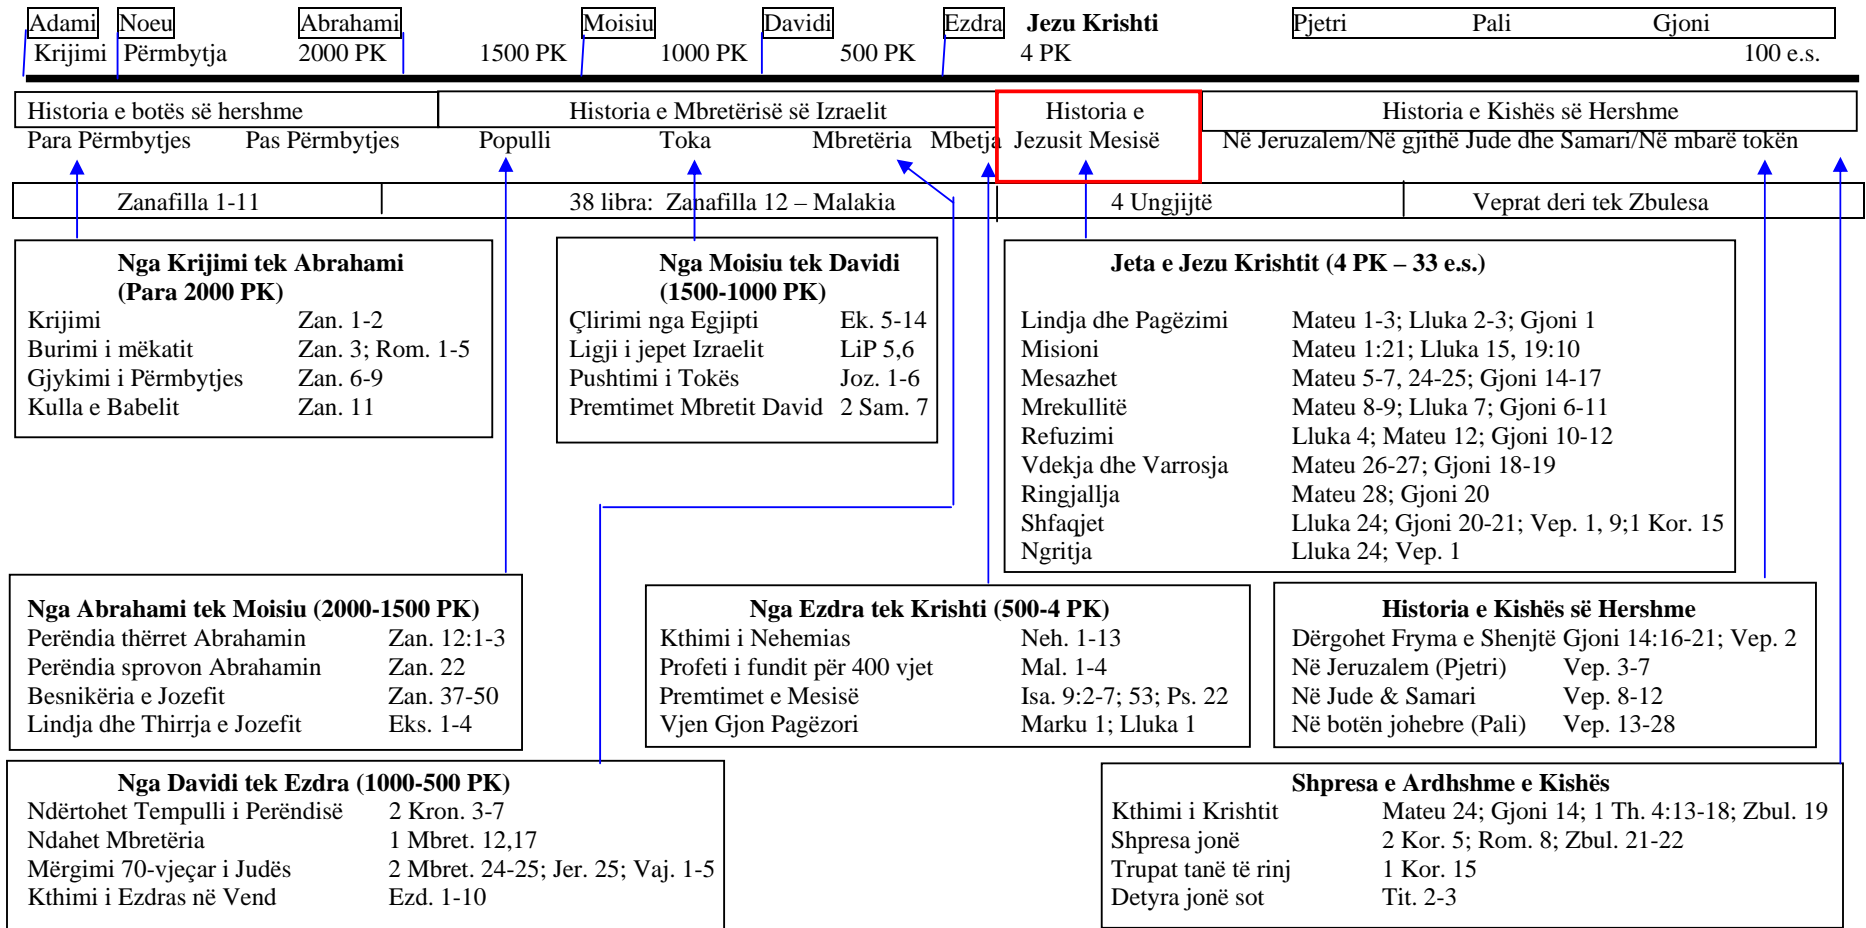 Adami Noeu Abrahami Moisiu Davidi Ezdra Jezu Krishti Pjetri Pali Gjoni
Krijimi Përmbytja 2000 PK 1500 PK 1000 PK 500 PK 4 PK 100 e.s.
Historia e botës së hershme Historia e Mbretërisë së Izraelit Historia e Historia e Kishës së Hershme
Para Përmbytjes Pas Përmbytjes Populli Toka Mbretëria Mbetja Jezusit Mesisë Në Jeruzalem/Në gjithë Jude dhe Samari/Në mbarë tokën
Zanafilla 1-11 38 libra: Zanafilla 12 – Malakia 4 Ungjijtë Veprat deri tek Zbulesa
Nga Krijimi tek Abrahami
(Para 2000 PK)
Krijimi Zan. 1-2
Burimi i mëkatit Zan. 3; Rom. 1-5
Gjykimi i Përmbytjes Zan. 6-9
Kulla e Babelit Zan. 11
Nga Moisiu tek Davidi
(1500-1000 PK)
Çlirimi nga Egjipti Ek. 5-14
Ligji i jepet Izraelit LiP 5,6
Pushtimi i Tokës Joz. 1-6
Premtimet Mbretit David 2 Sam. 7
Jeta e Jezu Krishtit (4 PK – 33 e.s.)
Lindja dhe Pagëzimi Mateu 1-3; Lluka 2-3; Gjoni 1
Misioni Mateu 1:21; Lluka 15, 19:10
Mesazhet Mateu 5-7, 24-25; Gjoni 14-17
Mrekullitë Mateu 8-9; Lluka 7; Gjoni 6-11
Refuzimi Lluka 4; Mateu 12; Gjoni 10-12
Vdekja dhe Varrosja Mateu 26-27; Gjoni 18-19
Ringjallja Mateu 28; Gjoni 20
Shfaqjet Lluka 24; Gjoni 20-21; Vep. 1, 9;1 Kor. 15
Ngritja Lluka 24; Vep. 1
Nga Abrahami tek Moisiu (2000-1500 PK)
Perëndia thërret Abrahamin Zan. 12:1-3
Perëndia sprovon Abrahamin Zan. 22
Besnikëria e Jozefit Zan. 37-50
Lindja dhe Thirrja e Jozefit Eks. 1-4
Nga Ezdra tek Krishti (500-4 PK)
Kthimi i Nehemias Neh. 1-13
Profeti i fundit për 400 vjet Mal. 1-4
Premtimet e Mesisë Isa. 9:2-7; 53; Ps. 22
Vjen Gjon Pagëzori Marku 1; Lluka 1
Historia e Kishës së Hershme
Dërgohet Fryma e Shenjtë Gjoni 14:16-21; Vep. 2
Në Jeruzalem (Pjetri) Vep. 3-7
Në Jude & Samari Vep. 8-12
Në botën johebre (Pali) Vep. 13-28
Nga Davidi tek Ezdra (1000-500 PK)
Ndërtohet Tempulli i Perëndisë 2 Kron. 3-7
Ndahet Mbretëria 1 Mbret. 12,17
Mërgimi 70-vjeçar i Judës 2 Mbret. 24-25; Jer. 25; Vaj. 1-5
Kthimi i Ezdras në Vend Ezd. 1-10
Shpresa e Ardhshme e Kishës
Kthimi i Krishtit Mateu 24; Gjoni 14; 1 Th. 4:13-18; Zbul. 19
Shpresa jonë 2 Kor. 5; Rom. 8; Zbul. 21-22
Trupat tanë të rinj 1 Kor. 15
Detyra jonë sot Tit. 2-3